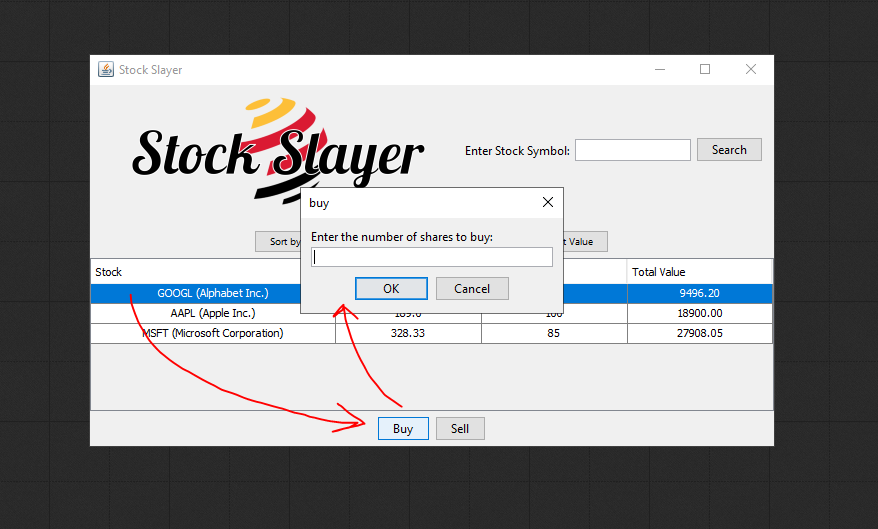 Stock Slayer
Stock Slayer
Enter Stock Symbol:
Search
buy
Sort by
Enter the number of shares to buy:
Value
OK
Cancel
Stock
Total Value
GOOGL (Alphabet Inc.)
9496.20
AAPL (Apple Inc.)
189.0
100
18900.00
MSFT (Microsoft Corporation)
328.33
85
27908.05
Buy
Sell